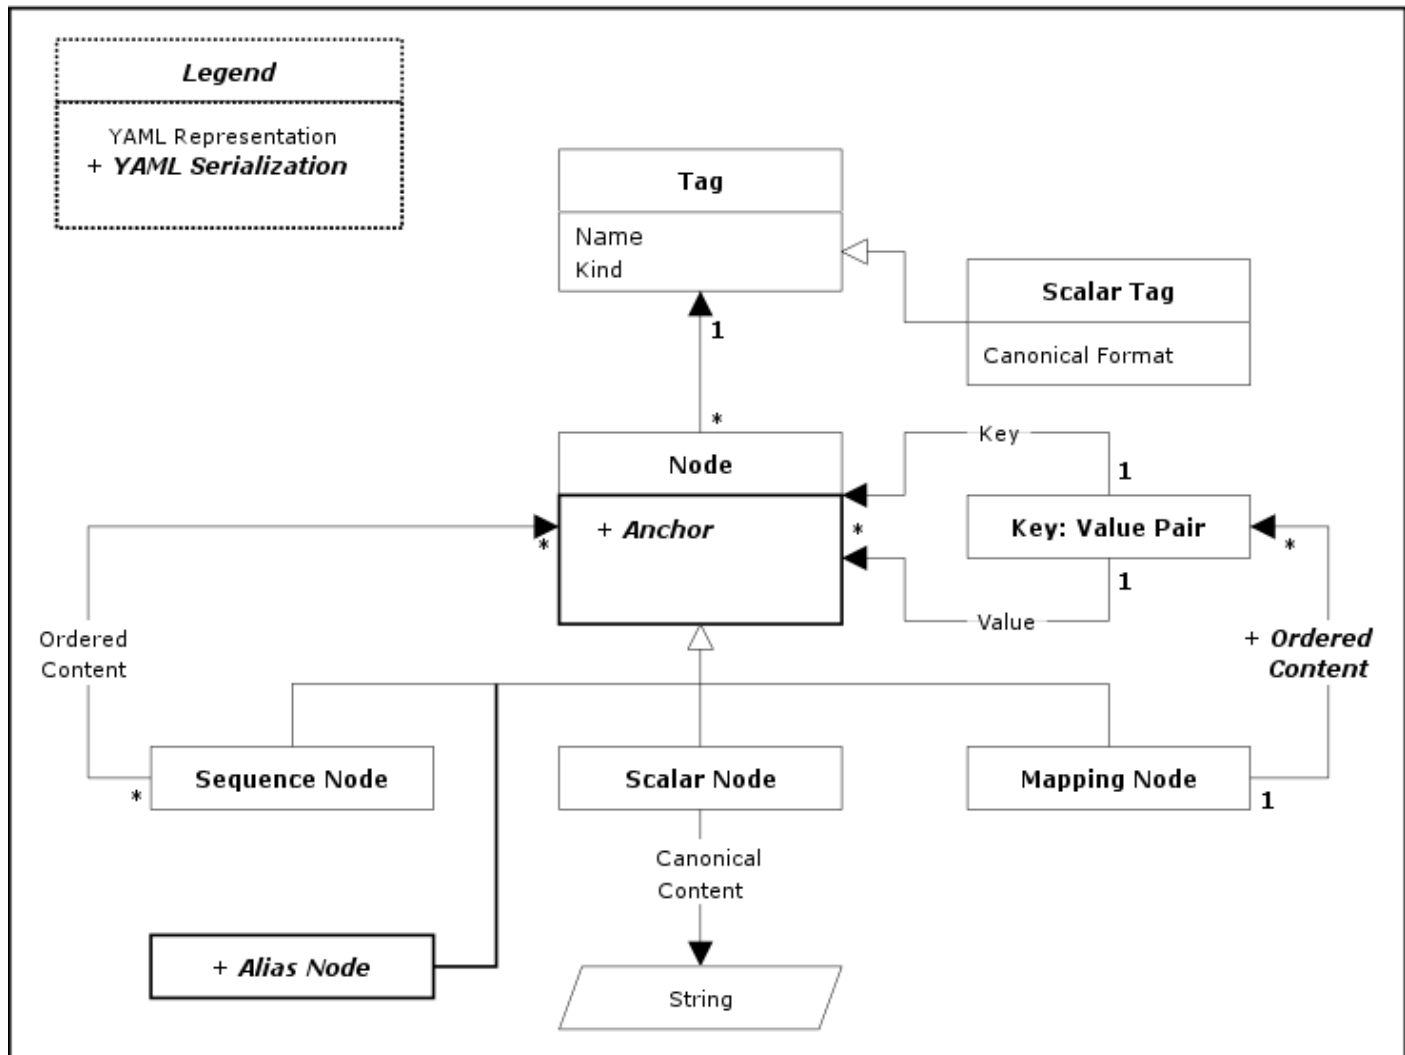 Legend
YAML Representation
+ YAML Serialization
Tag
Name
Kind
1
*
Scalar Tag
Canonical Format
Node
+ Anchor
*
*
Key
1
Key: Value Pair
1
Value
*
Ordered
Content
+ Ordered
Content
Sequence Node
*
Scalar Node
Mapping Node
1
Canonical
Content
+ Alias Node
String